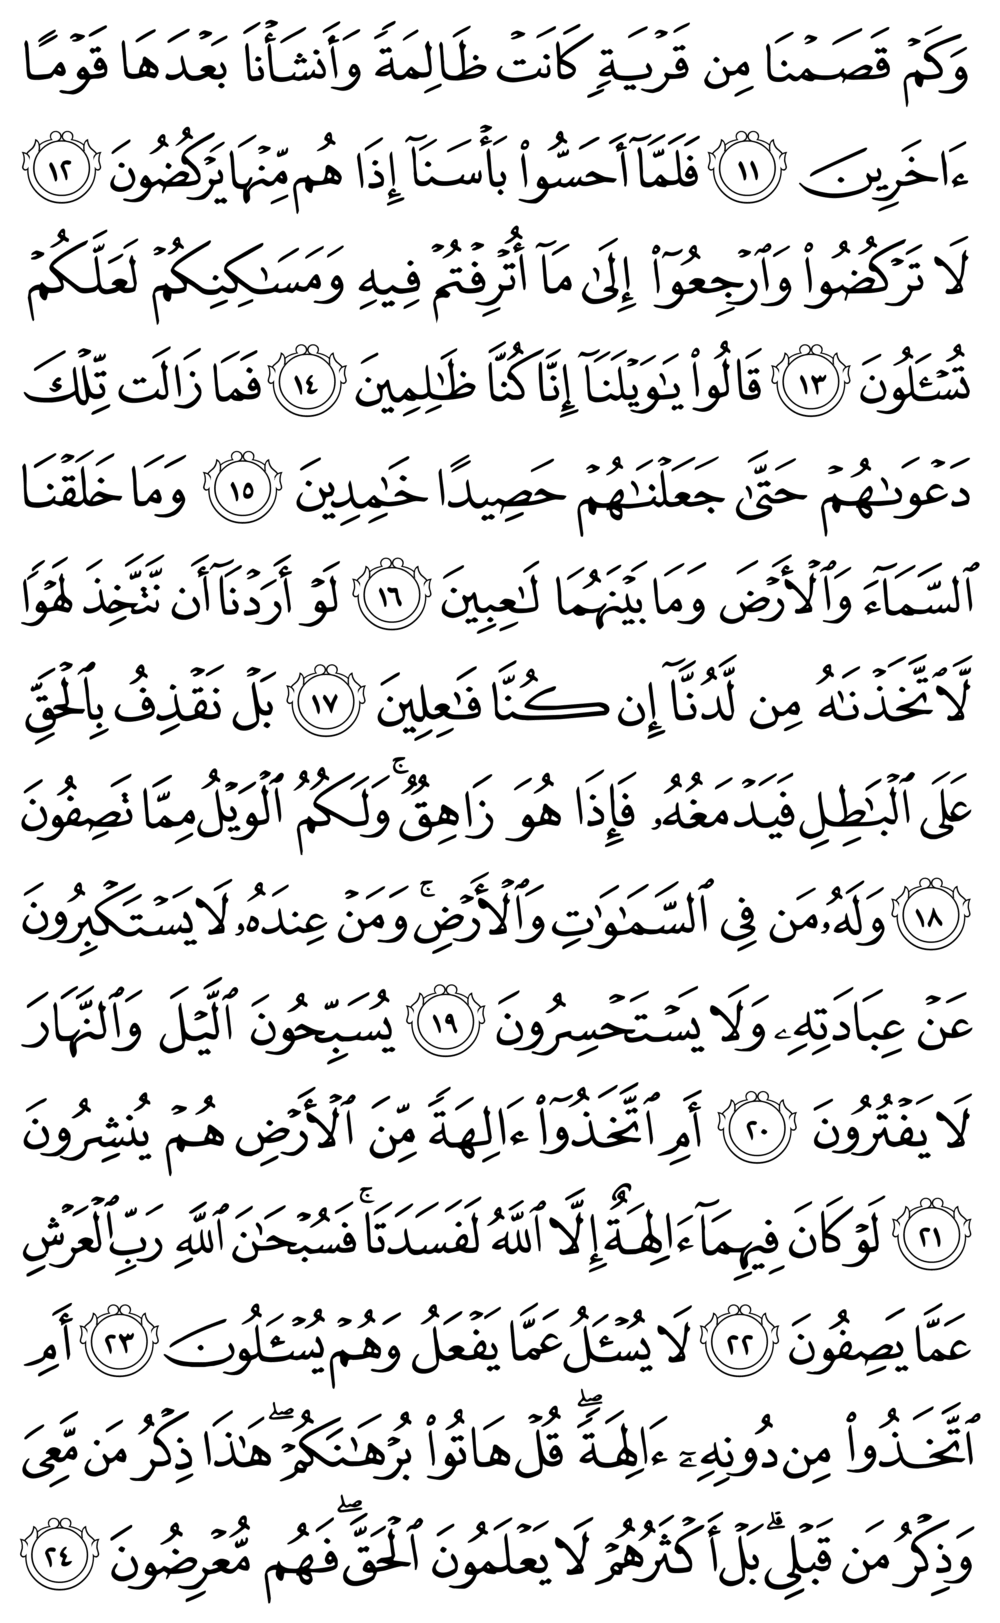 وَكَمْ قَصَمْنَا مِن قَرْيَةٍ كَانَتْ ظَالِمَةً وَأَنشَأْنَا بَعْدَهَا قَوْمًا
ءَاخَرِينَ ١١ فَلَمَّآ أَحَسُّوا۟ بَأْسَنَآ إِذَا هُم مِّنْهَا يَرْكُضُونَ ١٢
لَا تَرْكُضُوا۟ وَٱرْجِعُوٓا۟ إِلَىٰ مَآ أُتْرِفْتُمْ فِيهِ وَمَسَـٰكِنِكُمْ لَعَلَّكُمْ
تُسْـَٔلُونَ ١٣ قَالُوا۟ يَـٰوَيْلَنَآ إِنَّا كُنَّا ظَـٰلِمِينَ ١٤ فَمَا زَالَت تِّلْكَ
دَعْوَىٰهُمْ حَتَّىٰ جَعَلْنَـٰهُمْ حَصِيدًا خَـٰمِدِينَ ١٥ وَمَا خَلَقْنَا
ٱلسَّمَآءَ وَٱلْأَرْضَ وَمَا بَيْنَهُمَا لَـٰعِبِينَ ١٦ لَوْ أَرَدْنَآ أَن نَّتَّخِذَ لَهْوًا
لَّٱتَّخَذْنَـٰهُ مِن لَّدُنَّآ إِن كُنَّا فَـٰعِلِينَ ١٧ بَلْ نَقْذِفُ بِٱلْحَقِّ
عَلَى ٱلْبَـٰطِلِ فَيَدْمَغُهُۥ فَإِذَا هُوَ زَاهِقٌ ۚ وَلَكُمُ ٱلْوَيْلُ مِمَّا تَصِفُونَ
١٨ وَلَهُۥ مَن فِى ٱلسَّمَـٰوَٰتِ وَٱلْأَرْضِ ۚ وَمَنْ عِندَهُۥ لَا يَسْتَكْبِرُونَ
عَنْ عِبَادَتِهِۦ وَلَا يَسْتَحْسِرُونَ ١٩ يُسَبِّحُونَ ٱلَّيْلَ وَٱلنَّهَارَ
لَا يَفْتُرُونَ ٢٠ أَمِ ٱتَّخَذُوٓا۟ ءَالِهَةً مِّنَ ٱلْأَرْضِ هُمْ يُنشِرُونَ
٢١ لَوْ كَانَ فِيهِمَآ ءَالِهَةٌ إِلَّا ٱللَّهُ لَفَسَدَتَا ۚ فَسُبْحَـٰنَ ٱللَّهِ رَبِّ ٱلْعَرْشِ
عَمَّا يَصِفُونَ ٢٢ لَا يُسْـَٔلُ عَمَّا يَفْعَلُ وَهُمْ يُسْـَٔلُونَ ٢٣ أَمِ
ٱتَّخَذُوا۟ مِن دُونِهِۦٓ ءَالِهَةً ۖ قُلْ هَاتُوا۟ بُرْهَـٰنَكُمْ ۖ هَـٰذَا ذِكْرُ مَن مَّعِىَ
وَذِكْرُ مَن قَبْلِى ۗ بَلْ أَكْثَرُهُمْ لَا يَعْلَمُونَ ٱلْحَقَّ ۖ فَهُم مُّعْرِضُونَ ٢٤